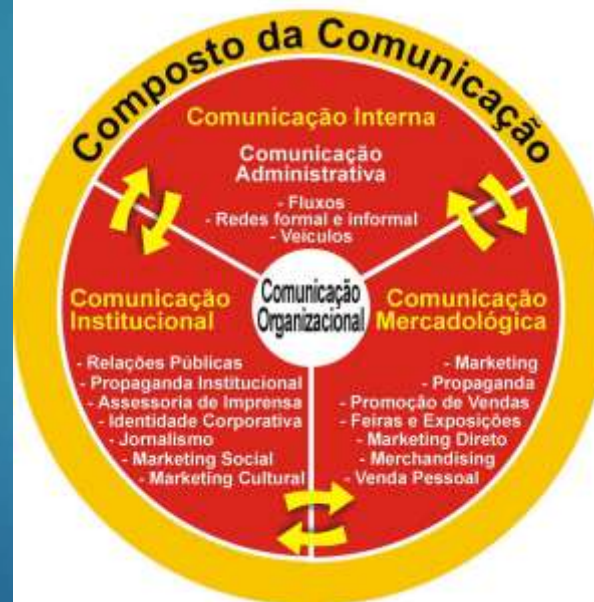 Composto da Comunicação
Comunicação Interna
Comunicação
Administrativa
- Fluxos
- Redes formal e informal
- Veículos
Comunicação
Organizacional
Comunicação
Institucional
- Relações Públicas
- Propaganda Institucional
- Assessoria de Imprensa
- Identidade Corporativa
- Jornalismo
- Marketing Social
- Marketing Cultural
Comunicação
Mercadológica
- Marketing
- Propaganda
- Promoção de Vendas
- Feiras e Exposições
- Marketing Direto
- Merchandising
- Venda Pessoal